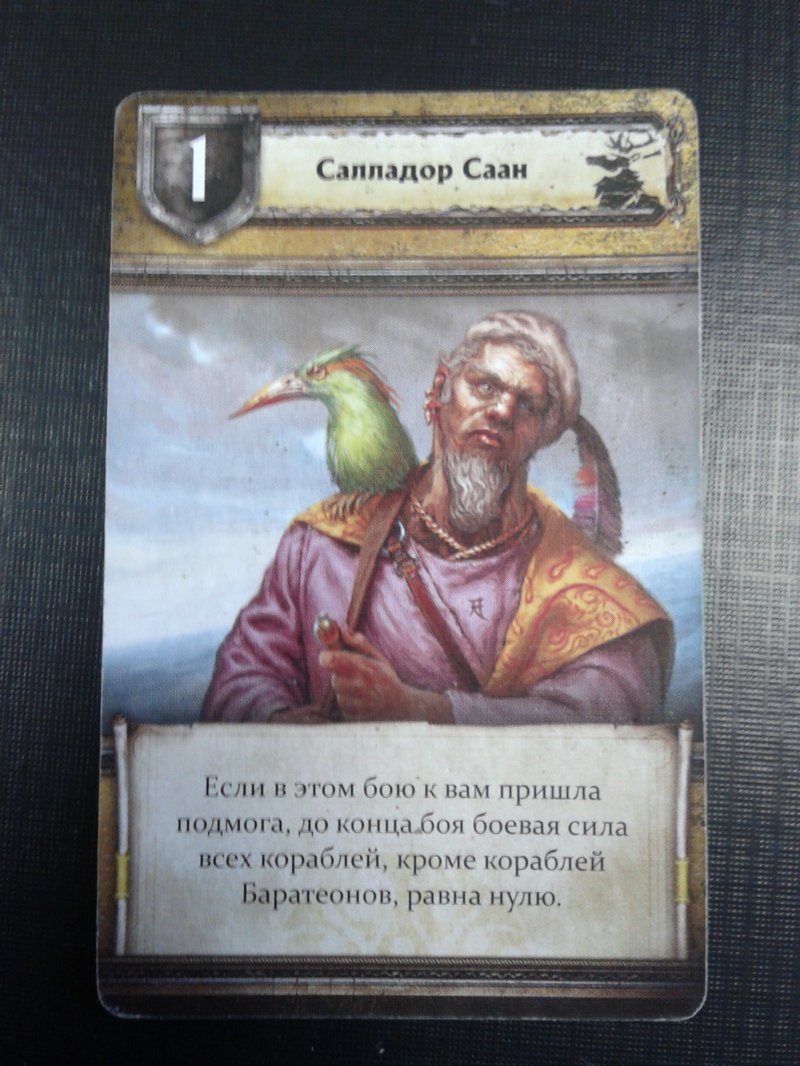 1
Салладор Саан
Если в этом бою к вам пришла
подмога, до конца боя боевая сила
всех кораблей, кроме кораблей
Баратеонов, равна нулю.